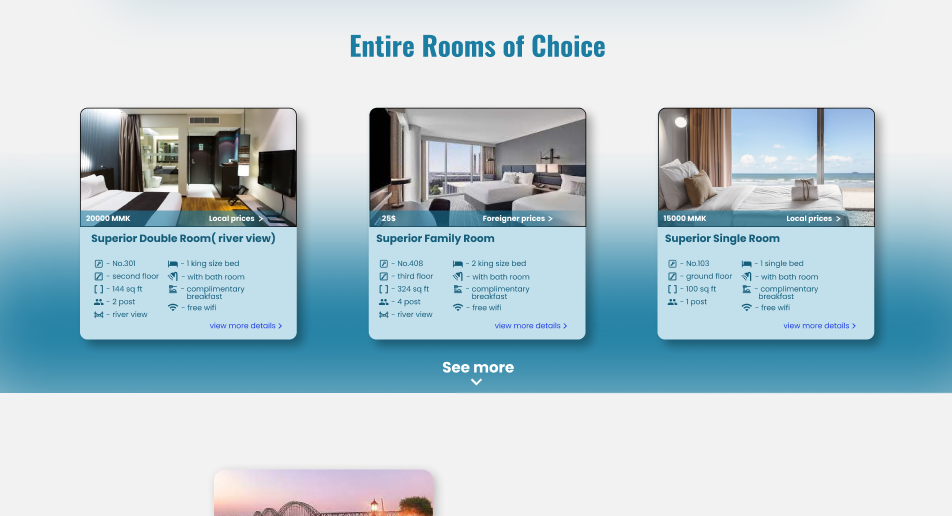 Entire Rooms of Choice
20000 MMK Local prices >
Superior Double Room( river view)
- No.301
- second floor
- 144 sq ft
- 2 post
- river view
- 1 king size bed
- with bath room
- complimentary
breakfast
- free wifi
view more details >
25$ Foreigner prices >
Superior Family Room
- No.408
- third floor
- 324 sq ft
- 4 post
- river view
- 2 king size bed
- with bath room
- complimentary
breakfast
- free wifi
view more details >
15000 MMK Local prices >
Superior Single Room
- No.103
- ground floor
- 100 sq ft
- 1 post
- 1 single bed
- with bath room
- complimentary
breakfast
- free wifi
view more details >
See more